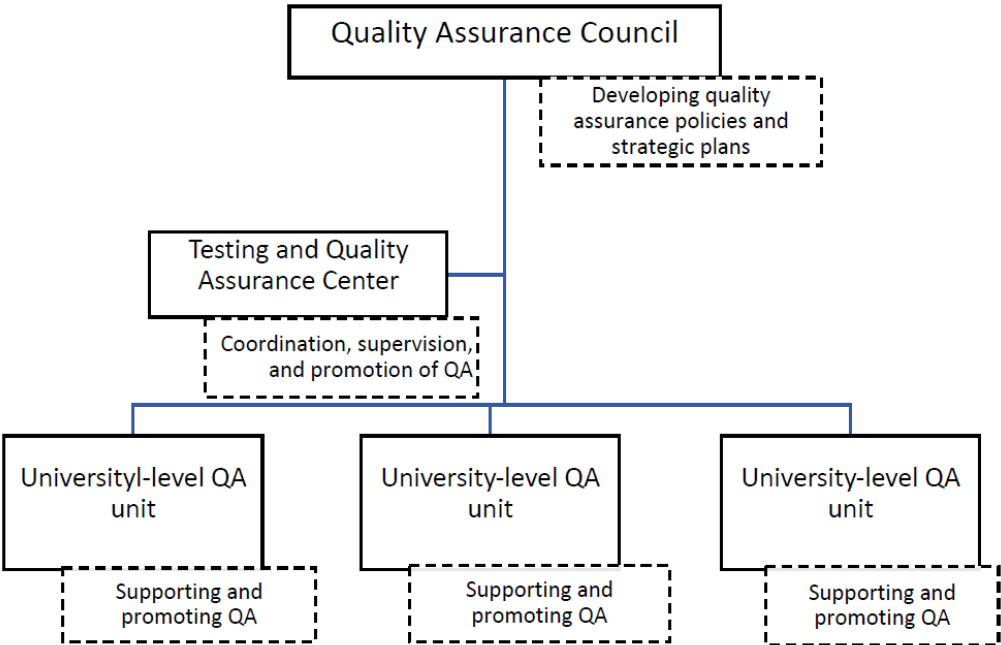 Quality Assurance Council
Developing quality
assurance policies and
strategic plans
Testing and Quality
Assurance Center
Coordination, supervision,
and promotion of QA
Universityl-level QA
unit
Supporting and
promoting QA
University-level QA
unit
Supporting and
promoting QA
University-level QA
unit
Supporting and
promoting QA